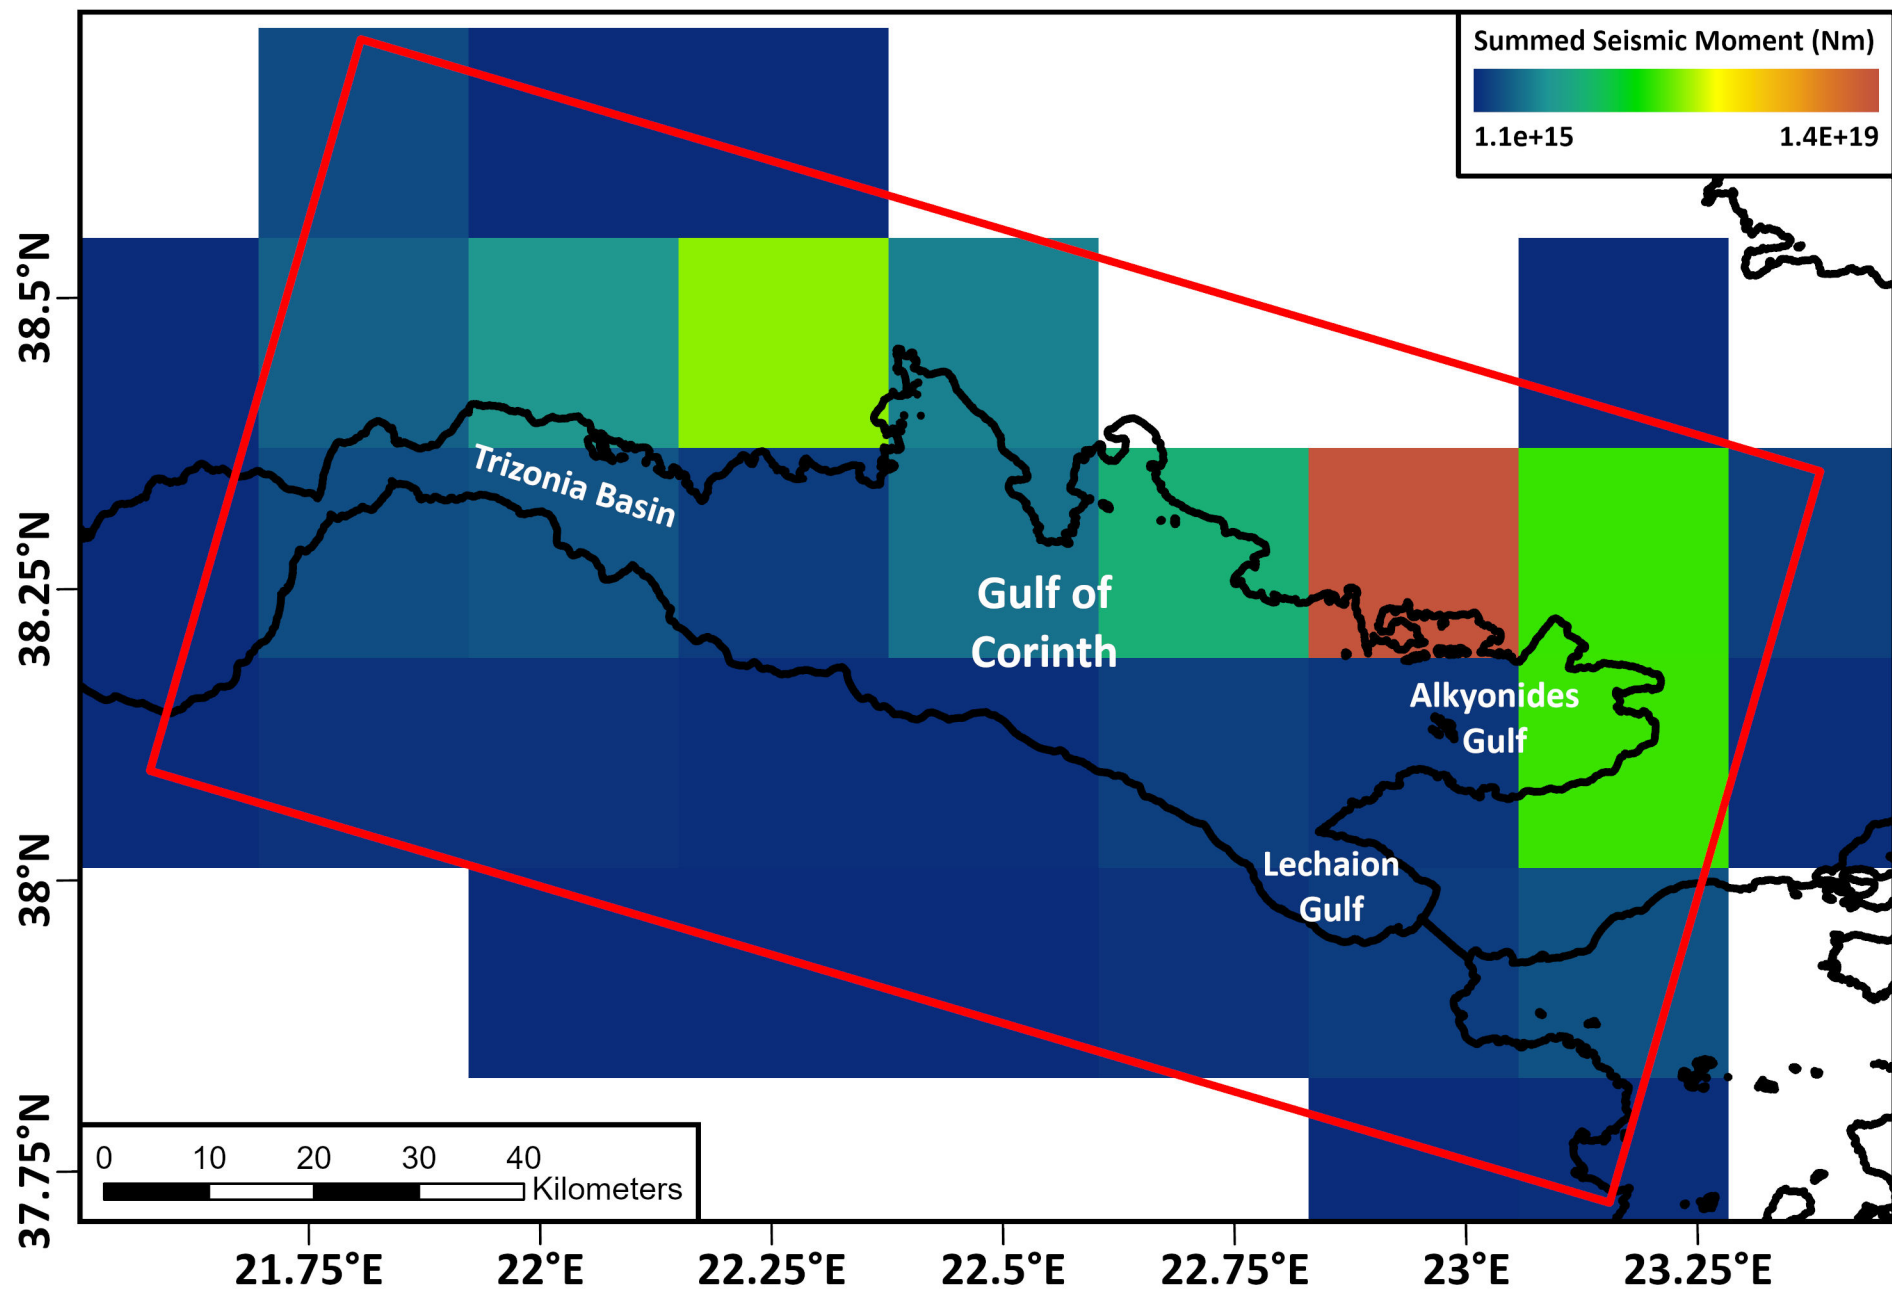 Summed Seismic Moment (Nm)
1.1e+15 1.4E+19
38.5°N
38.25°N
38°N
37.75°N
Trizonia Basin
Gulf of
Corinth
Alkyonides
Gulf
Lechaion
Gulf
0 10 20 30 40
Kilometers
21.75°E 22°E 22.25°E 22.5°E 22.75°E 23°E 23.25°E